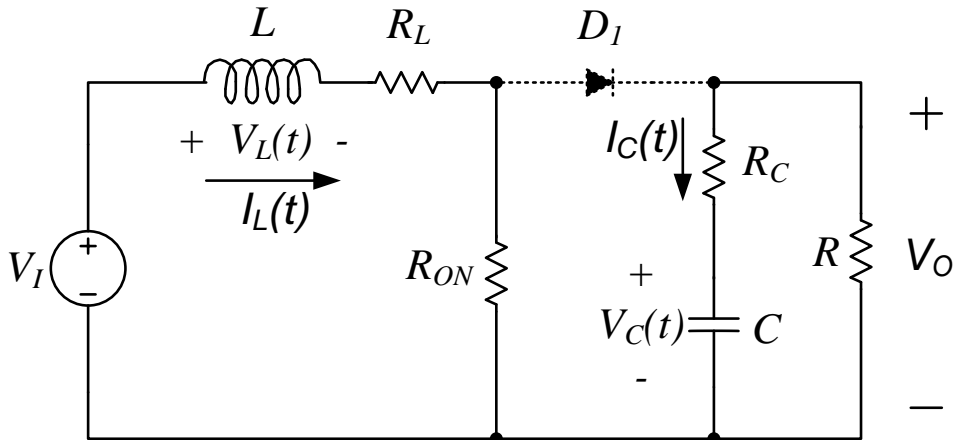 L
R_L
D_1
+ V_L(t) -
I_L(t)
I_C(t)
R_C
+
V_I
+
−
R_ON
+
V_C(t)
-
C
R
V_O
−